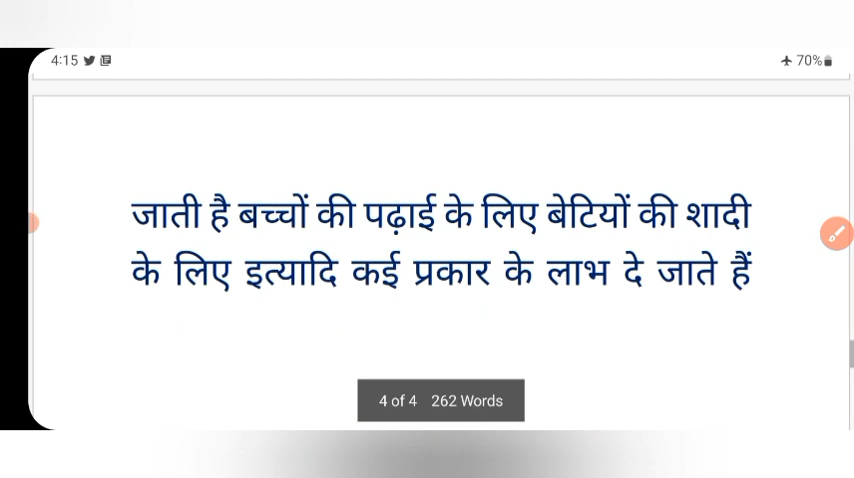 4:15 70%
जाती है बच्चों की पढ़ाई के लिए बेटियों की शादी
के लिए इत्यादि कई प्रकार के लाभ दे जाते हैं
4 of 4 262 Words